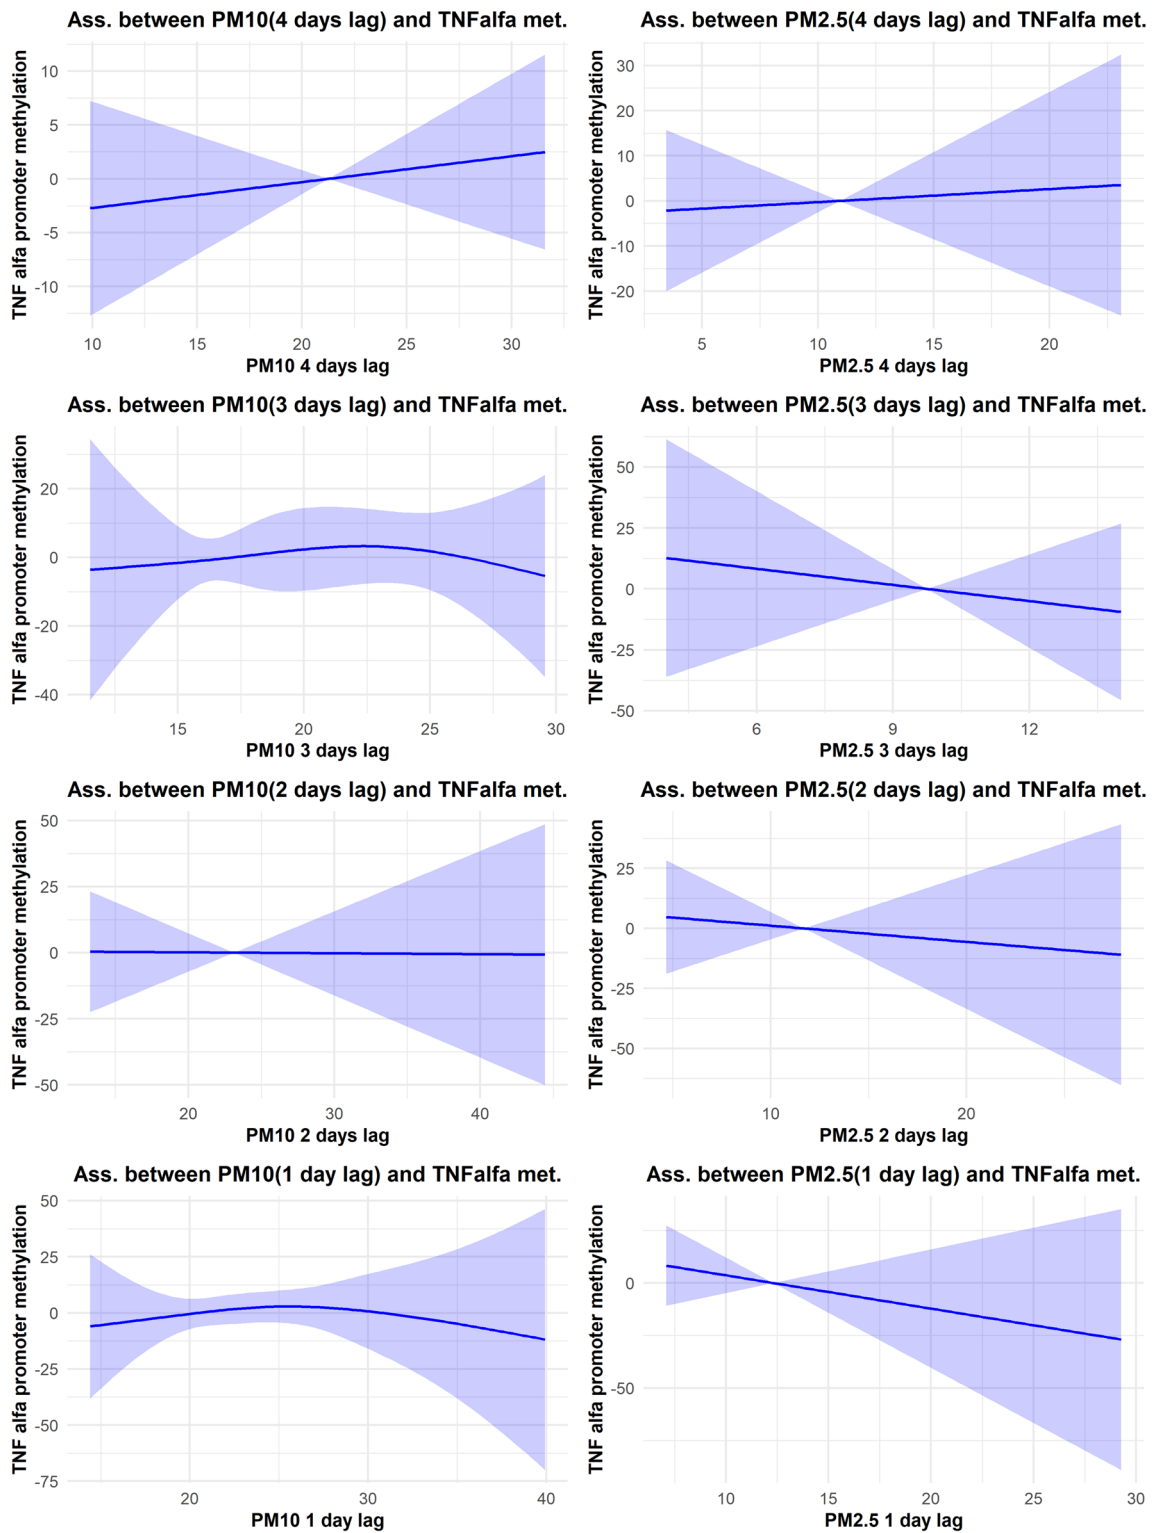 Ass. between PM10(4 days lag) and TNFalfa met.
TNF alfa promoter methylation
10
5
0
-5
-10
10 15 20 25 30
PM10 4 days lag
Ass. between PM2.5(4 days lag) and TNFalfa met.
TNF alfa promoter methylation
30
20
10
0
-10
-20
5 10 15 20
PM2.5 4 days lag
Ass. between PM10(3 days lag) and TNFalfa met.
TNF alfa promoter methylation
20
0
-20
-40
15 20 25 30
PM10 3 days lag
Ass. between PM2.5(3 days lag) and TNFalfa met.
TNF alfa promoter methylation
50
25
0
-25
-50
6 9 12
PM2.5 3 days lag
Ass. between PM10(2 days lag) and TNFalfa met.
TNF alfa promoter methylation
50
25
0
-25
-50
20 30 40
PM10 2 days lag
Ass. between PM2.5(2 days lag) and TNFalfa met.
TNF alfa promoter methylation
25
0
-25
-50
10 20
PM2.5 2 days lag
Ass. between PM10(1 day lag) and TNFalfa met.
TNF alfa promoter methylation
50
25
0
-25
-50
-75
20 30 40
PM10 1 day lag
Ass. between PM2.5(1 day lag) and TNFalfa met.
TNF alfa promoter methylation
0
-50
10 15 20 25 30
PM2.5 1 day lag